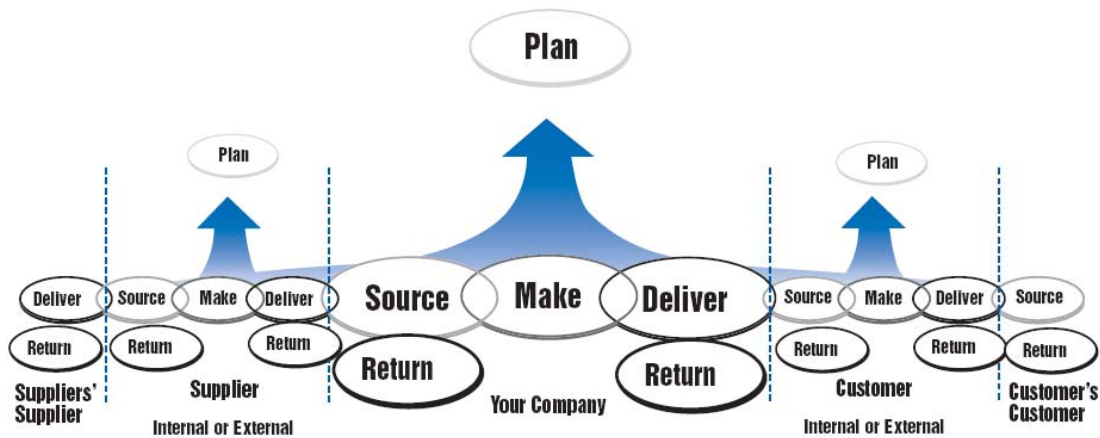 Plan
Plan
Plan
Deliver
Source
Make
Deliver
Source
Make
Deliver
Source
Make
Deliver
Source
Return
Return
Return
Return
Return
Return
Return
Return
Suppliers'
Supplier
Supplier
Internal or External
Your Company
Customer
Internal or External
Customer's
Customer